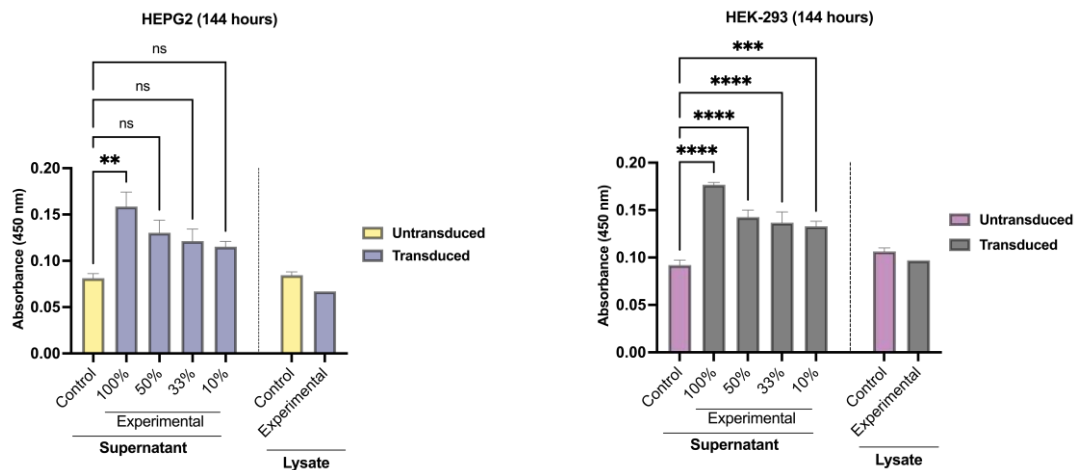 HEPG2 (144 hours)
ns
ns
ns
**
0.20
0.15
0.10
0.05
0.00
Absorbance (450 nm)
Control
100%
50%
33%
10%
Control
Experimental
Experimental
Supernatant
Lysate
Untransduced
Transduced
HEK-293 (144 hours)
***
****
****
****
0.20
0.15
0.10
0.05
0.00
Absorbance (450 nm)
Control
100%
50%
33%
10%
Control
Experimental
Experimental
Supernatant
Lysate
Untransduced
Transduced